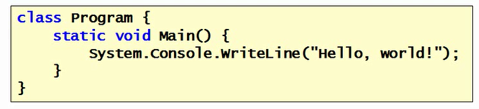 class Program {
    static void Main() {
        System.Console.WriteLine("Hello, world!");
    }
}